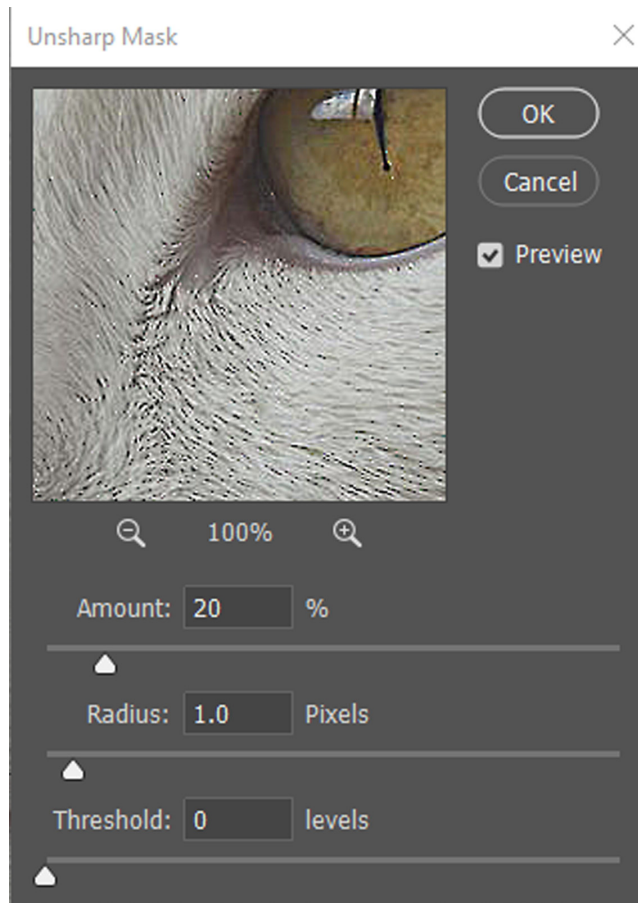 Unsharp Mask
OK
Cancel
Preview
100%
Amount: 20 %
Radius: 1.0 Pixels
Threshold: 0 levels